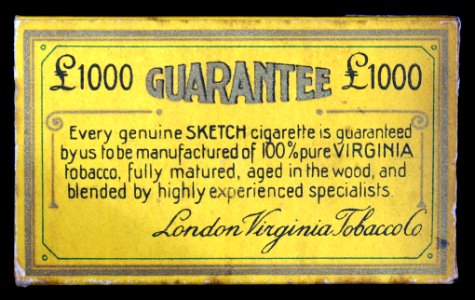 £1000 GUARANTEE £1000
Every genuine SKETCH cigarette is guaranteed
by us to be manufactured of 100% pure VIRGINIA
tobacco, fully matured, aged in the wood, and
blended by highly experienced specialists.
London Virginia Tobacco Co